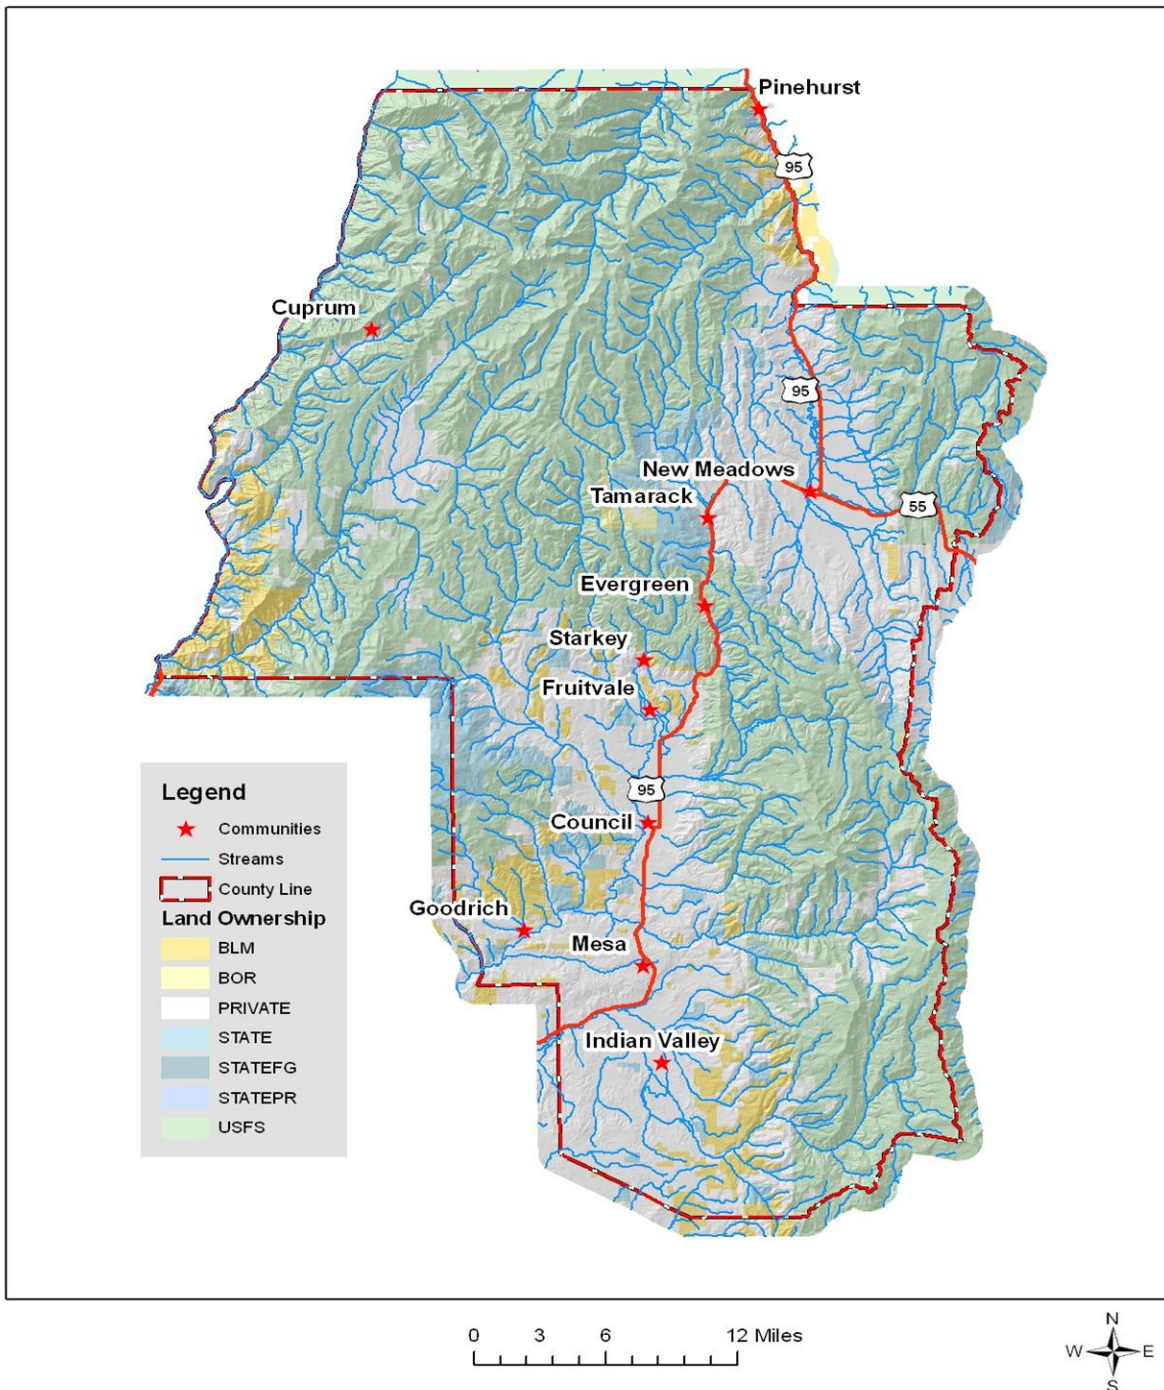 Pinehurst
95
Cuprum
95
New Meadows
Tamarack
55
Evergreen
Starkey
Fruitvale
95
Council
Goodrich
Mesa
Indian Valley
Legend
Communities
Streams
County Line
Land Ownership
BLM
BOR
PRIVATE
STATE
STATEFG
STATEPR
USFS
0 3 6 12 Miles
N
W E
S